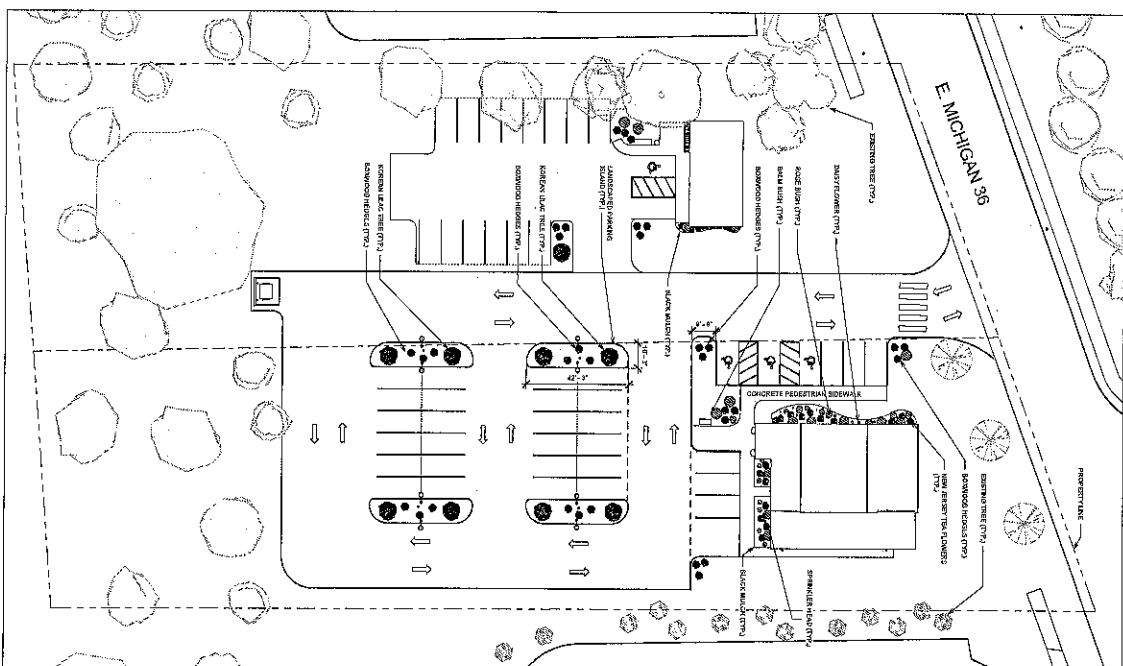 E. MICHIGAN 36
EXISTING TREE (TYP.)
DAISY FLOWER (TYP.)
ROSE BUSH (TYP.)
BALM BUSH (TYP.)
BOXWOOD HEDGES (TYP.)
BLACK MULCH (TYP.)
LANDSCAPED PARKING
ISLAND (TYP.)
KOREAN LILAC TREE (TYP.)
BOXWOOD HEDGES (TYP.)
KOREAN LILAC TREE (TYP.)
BOXWOOD HEDGES (TYP.)
42' - 3"
CONCRETE PEDESTRIAN SIDEWALK
PROPERTY LINE
EXISTING TREE (TYP.)
BOXWOOD HEDGES (TYP.)
NEW JERSEY TEA FLOWERS
(TYP.)
SPRINKLER HEAD (TYP.)
BLACK MULCH (TYP.)